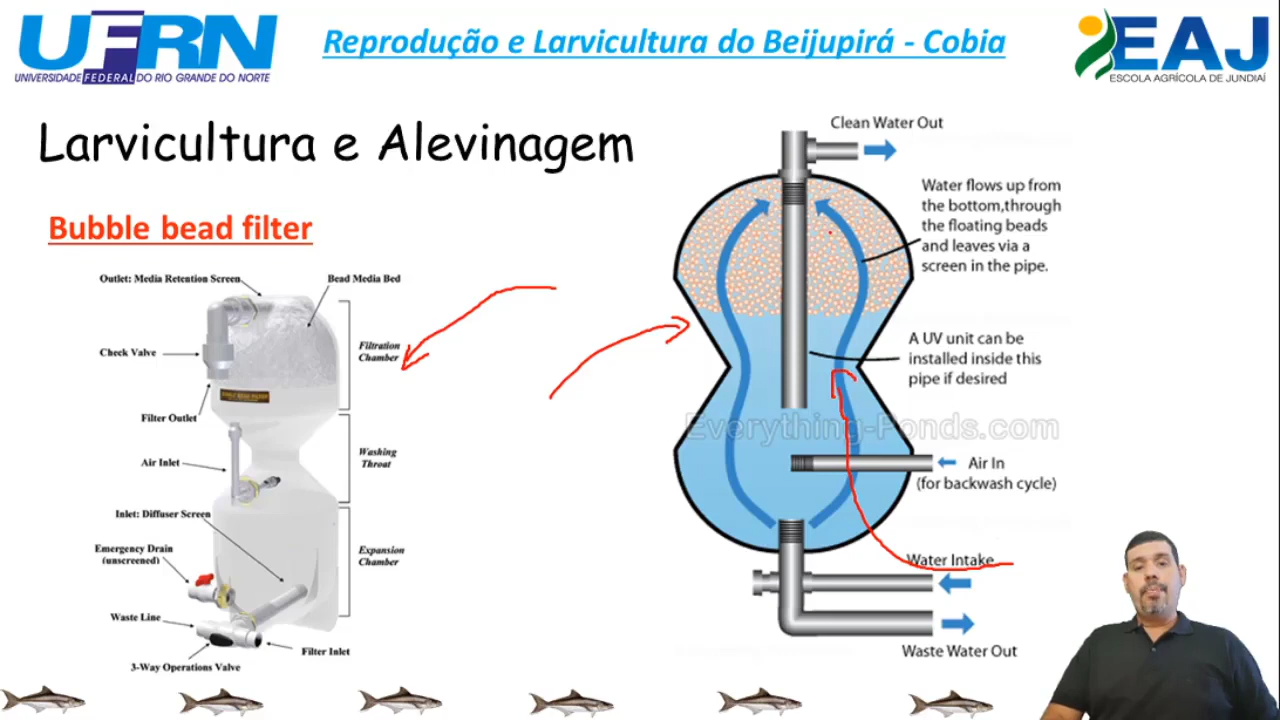 UFRN
UNIVERSIDADE FEDERAL DO RIO GRANDE DO NORTE
Reprodução e Larvicultura do Beijupirá - Cobia
EAJ
ESCOLA AGRÍCOLA DE JUNDIAÍ
Larvicultura e Alevinagem
Bubble bead filter
Outlet: Media Retention Screen
Bead Media Bed
Check Valve
Filtration
Chamber
Filter Outlet
Air Inlet
Washing
Throat
Inlet: Diffuser Screen
Emergency Drain
(unscreened)
Expansion
Chamber
Waste Line
Filter Inlet
3-Way Operations Valve
Clean Water Out
Water flows up from
the bottom,through
the floating beads
and leaves via a
screen in the pipe.
A UV unit can be
installed inside this
pipe if desired
Everything-Ponds.com
Air In
(for backwash cycle)
Water Intake
Waste Water Out